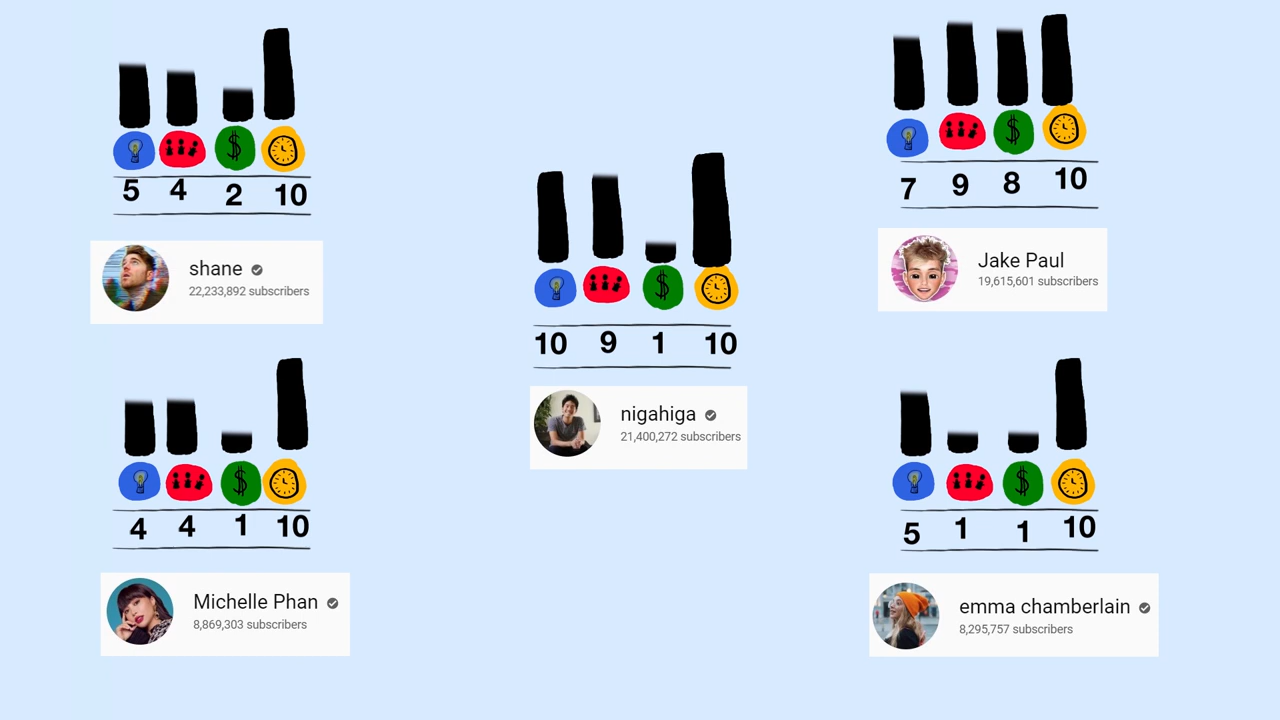 5 4 2 10
shane
22,233,892 subscribers
4 4 1 10
Michelle Phan
8,869,303 subscribers
10 9 1 10
nigahiga
21,400,272 subscribers
7 9 8 10
Jake Paul
19,615,601 subscribers
5 1 1 10
emma chamberlain
8,295,757 subscribers